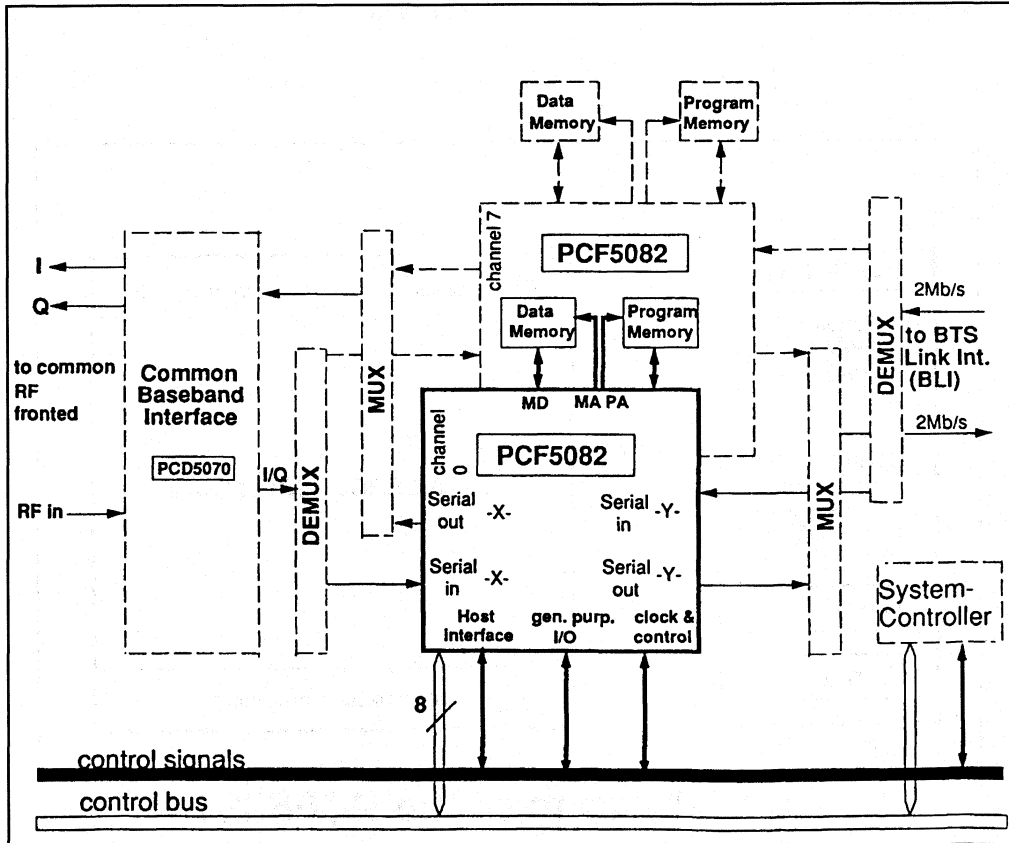 Data
Memory
Program
Memory
channel 7
PCF5082
I
Q
2Mb/s
Data
Memory
Program
Memory
to BTS
Link Int.
(BLI)
DEMUX
to common
RF
fronted
Common
Baseband
Interface
MUX
MD
MA PA
2Mb/s
channel
0
PCF5082
PCD5070
I/Q
DEMUX
MUX
Serial
out
-X-
Serial
in
-Y-
RF in
Serial
in
-X-
Serial
out
-Y-
System-
Controller
Host
Interface
gen. purp.
I/O
clock &
control
8
control signals
control bus